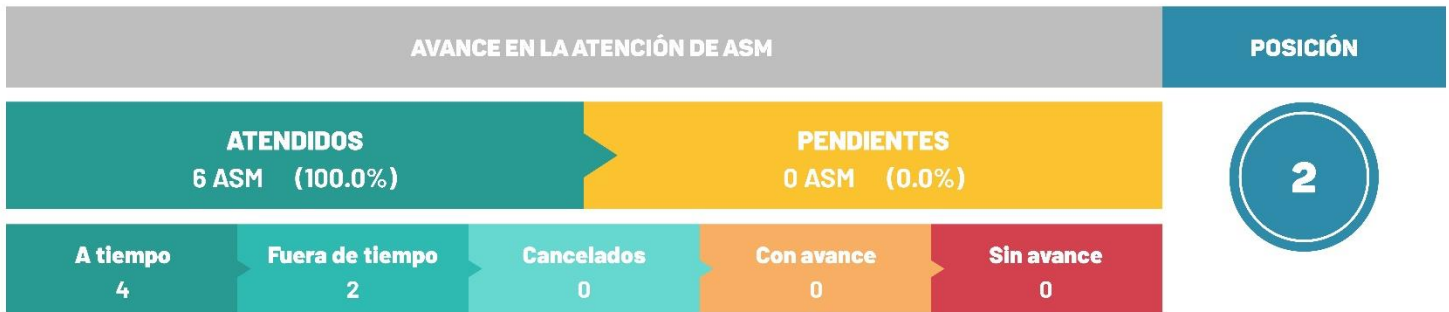 AVANCE EN LA ATENCIÓN DE ASM
POSICIÓN
ATENDIDOS
6 ASM (100.0%)
PENDIENTES
0 ASM (0.0%)
2
A tiempo
4
Fuera de tiempo
2
Cancelados
0
Con avance
0
Sin avance
0